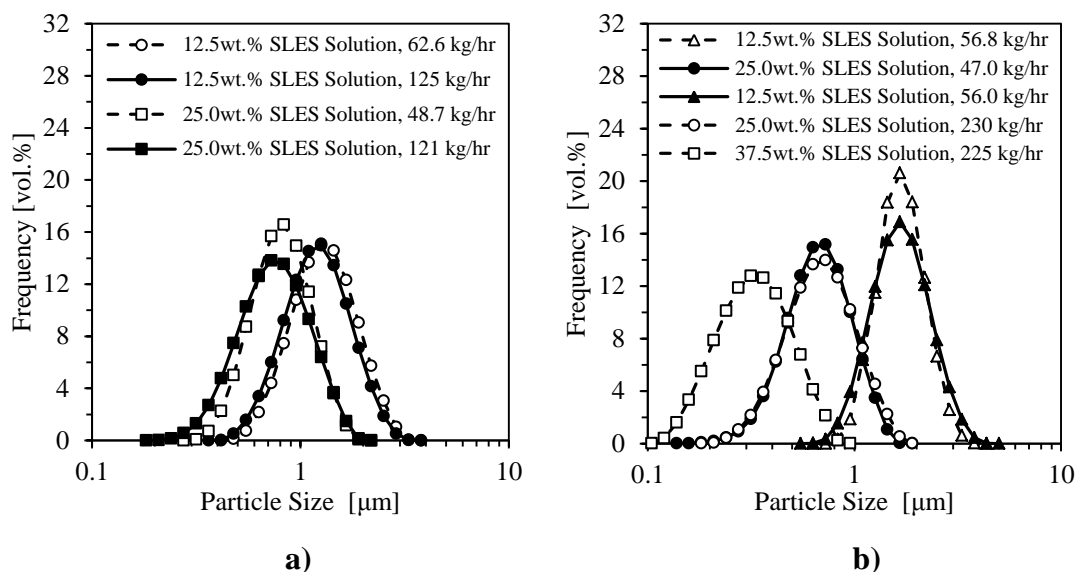 32
28
24
20
16
12
8
4
0
Frequency [vol.%]
12.5wt.% SLES Solution, 62.6 kg/hr
12.5wt.% SLES Solution, 125 kg/hr
25.0wt.% SLES Solution, 48.7 kg/hr
25.0wt.% SLES Solution, 121 kg/hr
0.1 1 10
Particle Size [μm]
a)
32
28
24
20
16
12
8
4
0
Frequency [vol.%]
12.5wt.% SLES Solution, 56.8 kg/hr
25.0wt.% SLES Solution, 47.0 kg/hr
12.5wt.% SLES Solution, 56.0 kg/hr
25.0wt.% SLES Solution, 230 kg/hr
37.5wt.% SLES Solution, 225 kg/hr
0.1 1 10
Particle Size [μm]
b)